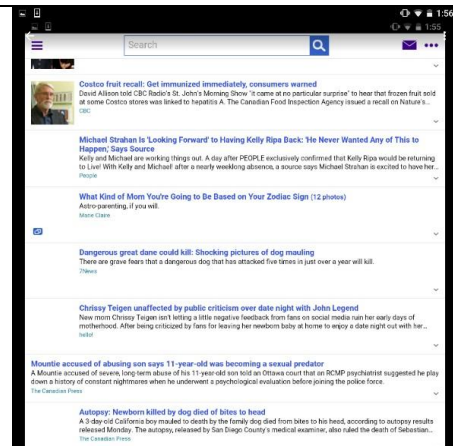 1:56
1:55
Search
Costco fruit recall: Get immunized immediately, consumers warned
David Allison told CBC Radio's St. John's Morning Show "it came at no particular surprise" to hear that frozen fruit sold
at some Costco stores was linked to hepatitis A. The Canadian Food Inspection Agency issued a recall on Nature's...
CBC
Michael Strahan Is 'Looking Forward' to Having Kelly Ripa Back: 'He Never Wanted Any of This to
Happen,' Says Source
Kelly and Michael are working things out. A day after PEOPLE exclusively confirmed that Kelly Ripa would be returning
to Live! With Kelly and Michael! after a nearly weeklong absence, a source says Michael Strahan is excited to have her...
People
What Kind of Mom You're Going to Be Based on Your Zodiac Sign (12 photos)
Astro-parenting, if you will.
Marie Claire
Dangerous great dane could kill: Shocking pictures of dog mauling
There are grave fears that a dangerous dog that has attacked five times in just over a year will kill.
7News
Chrissy Teigen unaffected by public criticism over date night with John Legend
New mom Chrissy Teigen isn't letting a little negative feedback from fans on social media ruin her early days of
motherhood. After being criticized by fans for leaving her newborn baby at home to enjoy a date night out with her...
hello!
Mountie accused of abusing son says 11-year-old was becoming a sexual predator
A Mountie accused of severe, long-term abuse of his 11-year-old son told an Ottawa court that an RCMP psychiatrist suggested he play
down a history of constant nightmares when he underwent a psychological evaluation before joining the police force.
The Canadian Press
Autopsy: Newborn killed by dog died of bites to head
A 3-day-old California boy mauled to death by the family dog died from bites to his head, according to autopsy results
released Monday. The autopsy, released by San Diego County's medical examiner, also ruled the death of Sebastian...
The Canadian Press